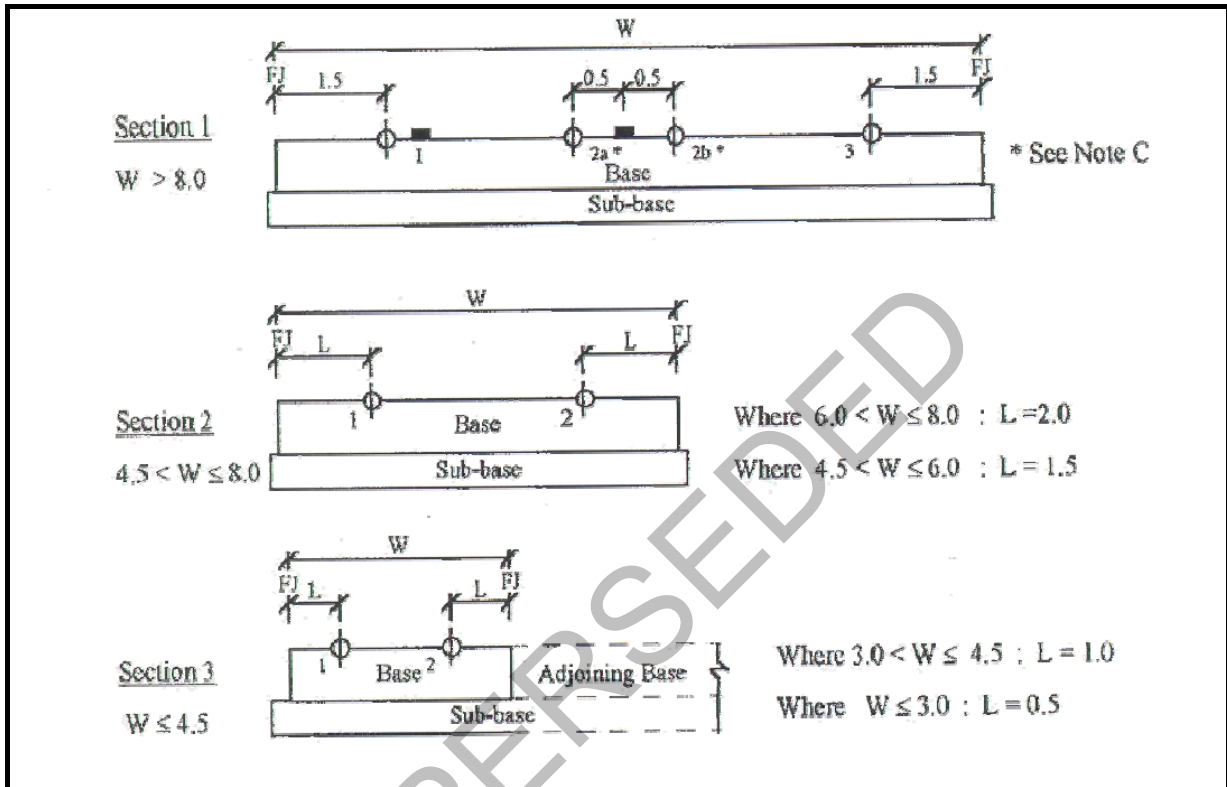 W
FJ 1.5 0.5 0.5 1.5 FJ
Section 1
W > 8.0
1 2a * 2b * 3
* See Note C
Base
Sub-base
W
FJ L L FJ
Section 2
4.5 < W ≤ 8.0
1 Base 2
Sub-base
Where 6.0 < W ≤ 8.0 : L =2.0
Where 4.5 < W ≤ 6.0 : L = 1.5
W
FJ L L FJ
Section 3
W ≤ 4.5
1 Base 2 Adjoining Base
Sub-base
Where 3.0 < W ≤ 4.5 ; L = 1.0
Where W ≤ 3.0 : L = 0.5
PERSEDED